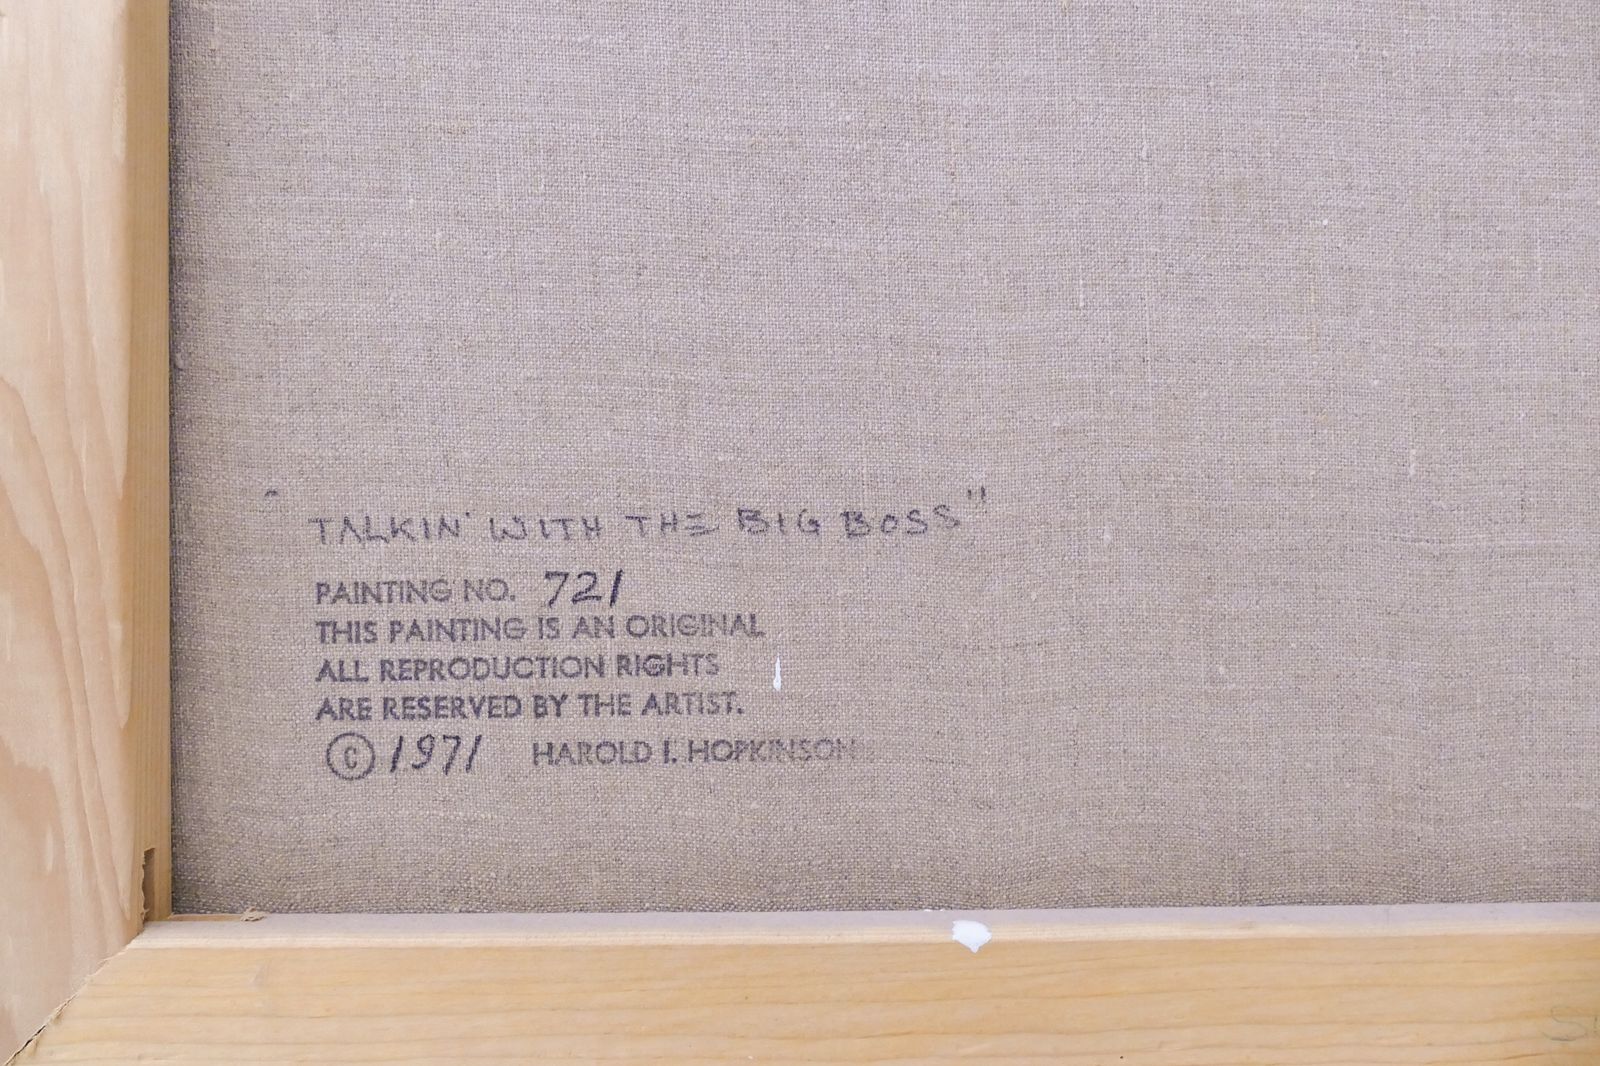 "TALKIN' WITH THE BIG BOSS"
PAINTING NO. 721
THIS PAINTING IS AN ORIGINAL
ALL REPRODUCTION RIGHTS
ARE RESERVED BY THE ARTIST.
© 1971 HAROLD I. HOPKINSON